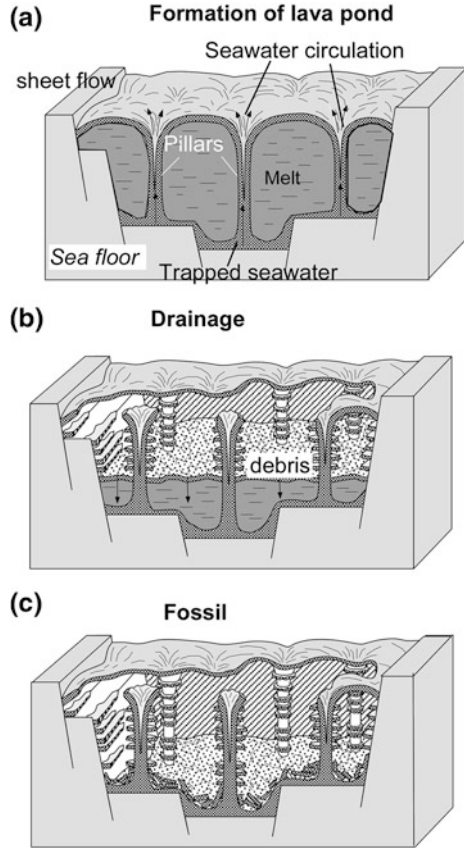 (a)
Formation of lava pond
Seawater circulation
sheet flow
Pillars
Melt
Sea floor
Trapped seawater
(b)
Drainage
debris
(c)
Fossil